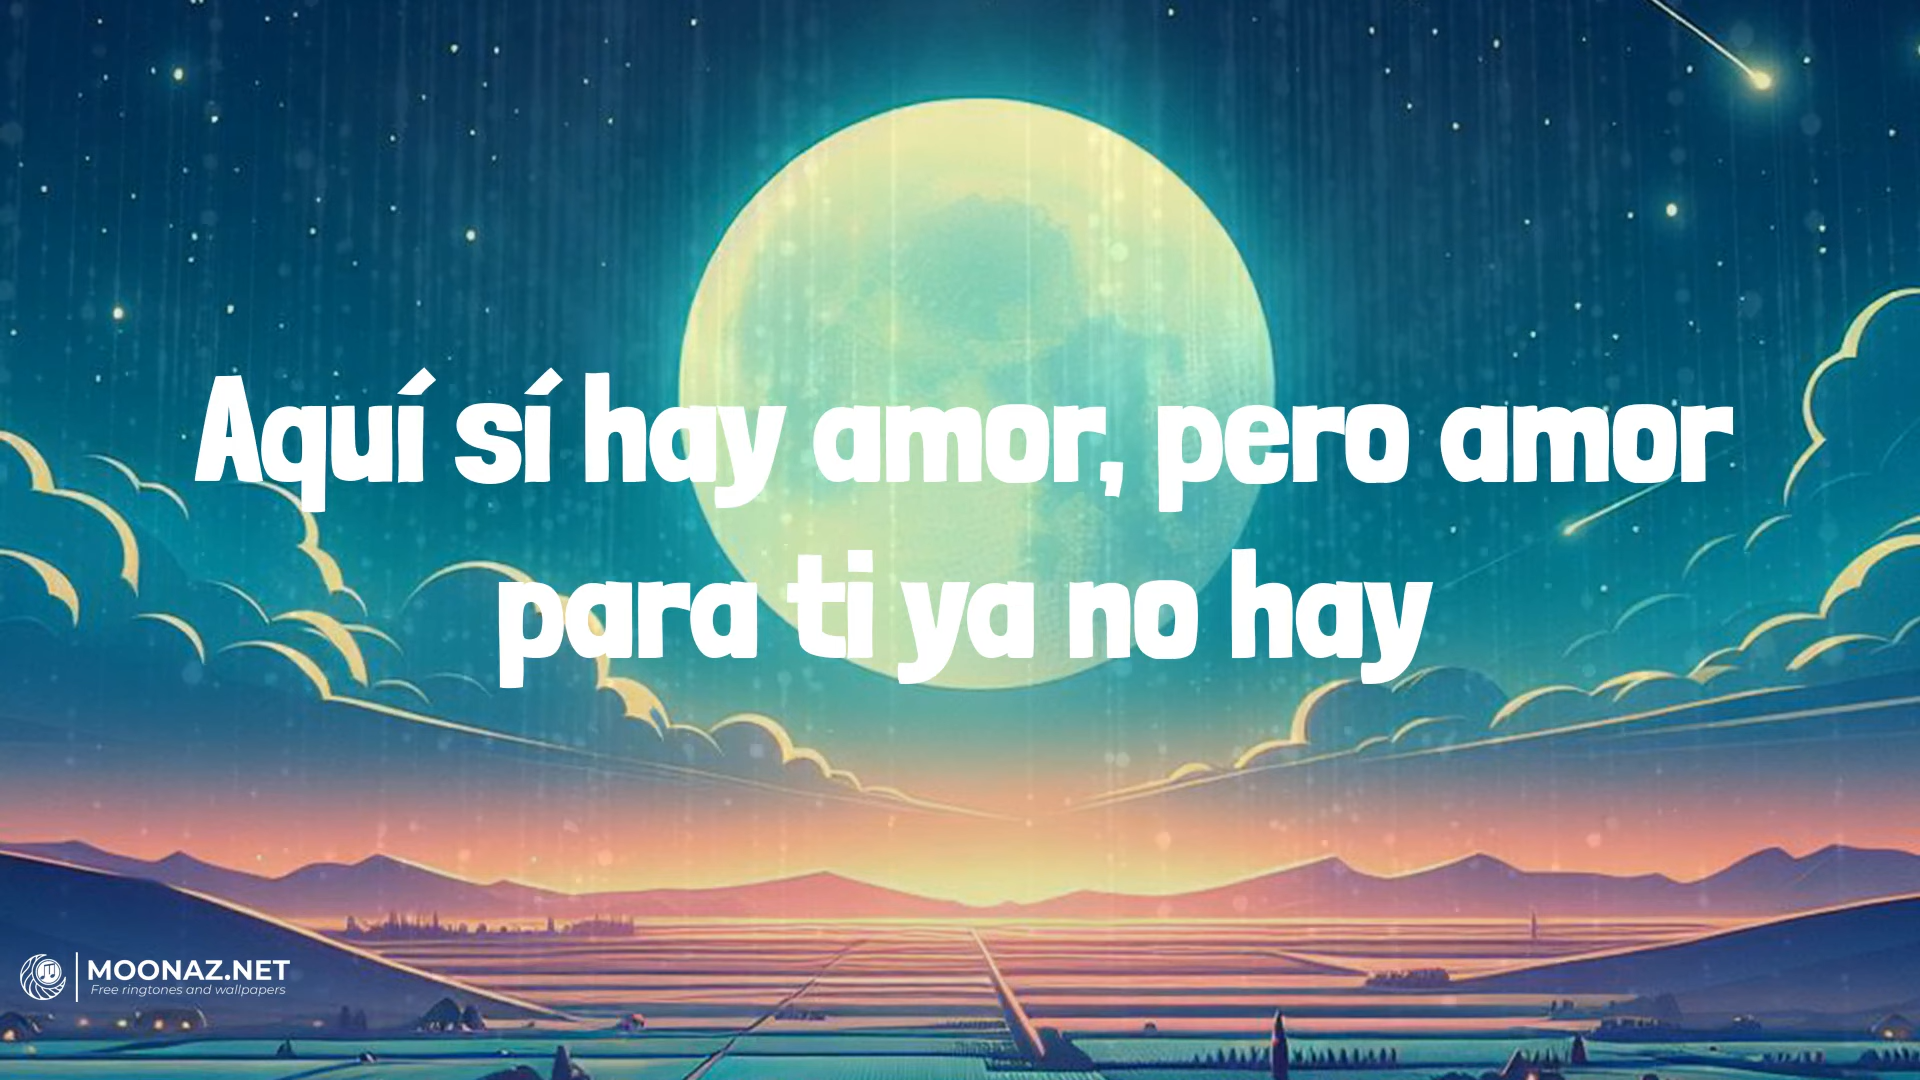 Aquí sí hay amor, pero amor
para ti ya no hay
MOONAZ.NET
Free ringtones and wallpapers